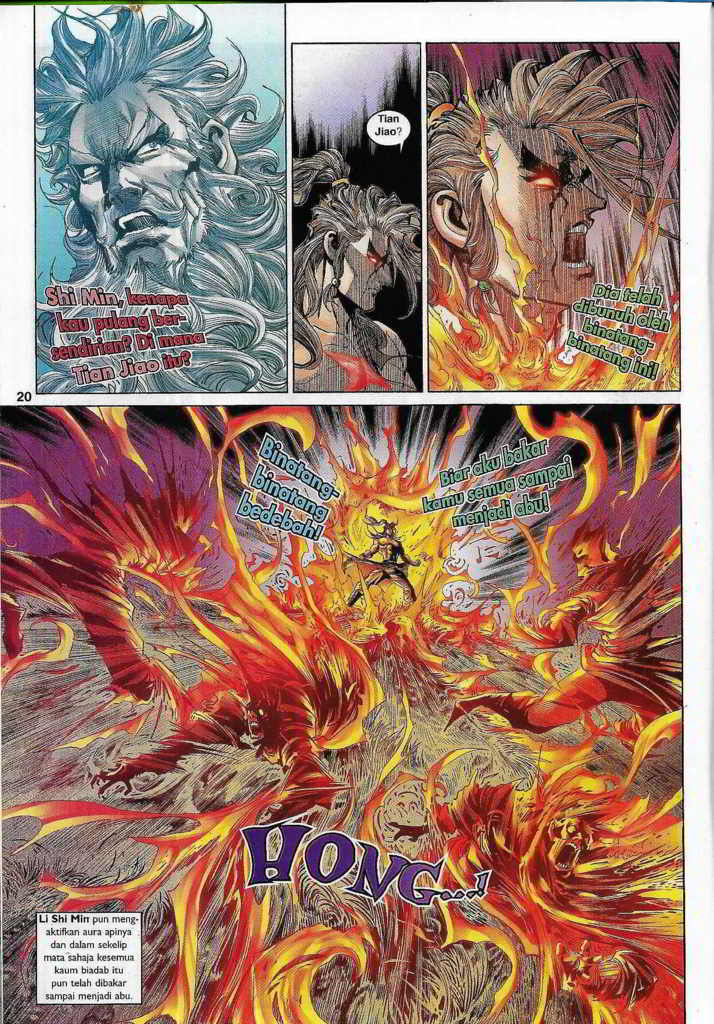 Shi Min, kenapa
kau pulang ber-
sendirian? Di mana
Tian Jiao itu?
Tian
Jiao?
Dia telah
dibunuh oleh
binatang-
binatang ini!
20
Binatang-
binatang
bedebah!
Biar aku bakar
kamu semua sampai
menjadi abu!
HONG...!
Li Shi Min pun meng-
aktifkan aura apinya
dan dalam sekelip
mata sahaja kesemua
kaum biadab itu
pun telah dibakar
sampai menjadi abu.